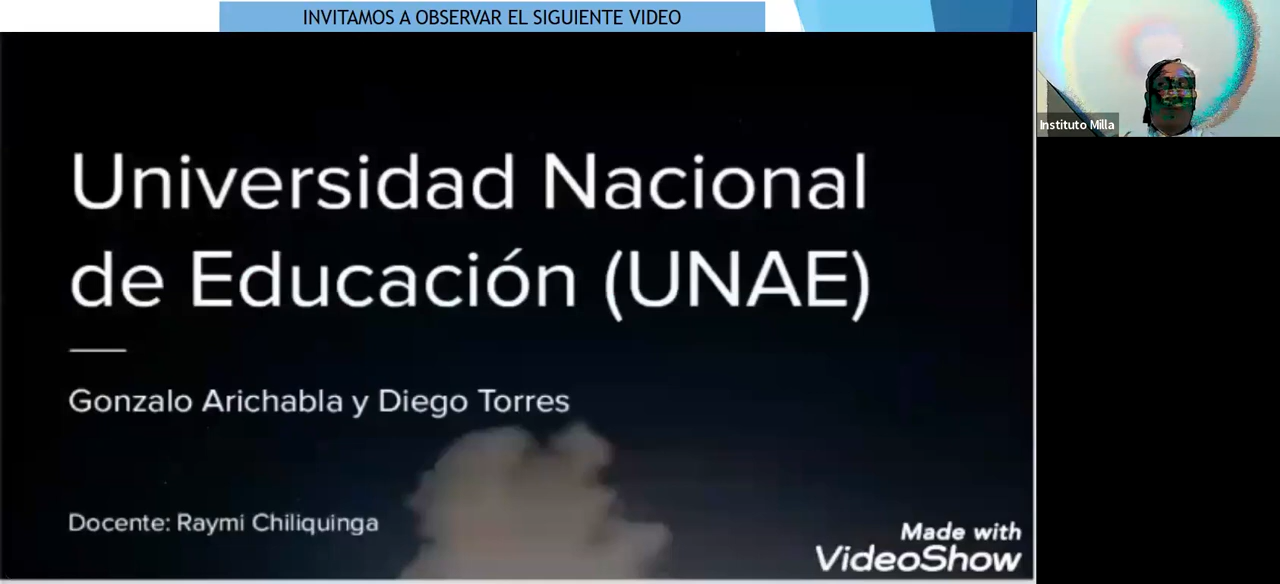 INVITAMOS A OBSERVAR EL SIGUIENTE VIDEO
Instituto Milla
Universidad Nacional
de Educación (UNAE)
Gonzalo Arichabla y Diego Torres
Docente: Raymi Chiliquinga
Made with
VideoShow